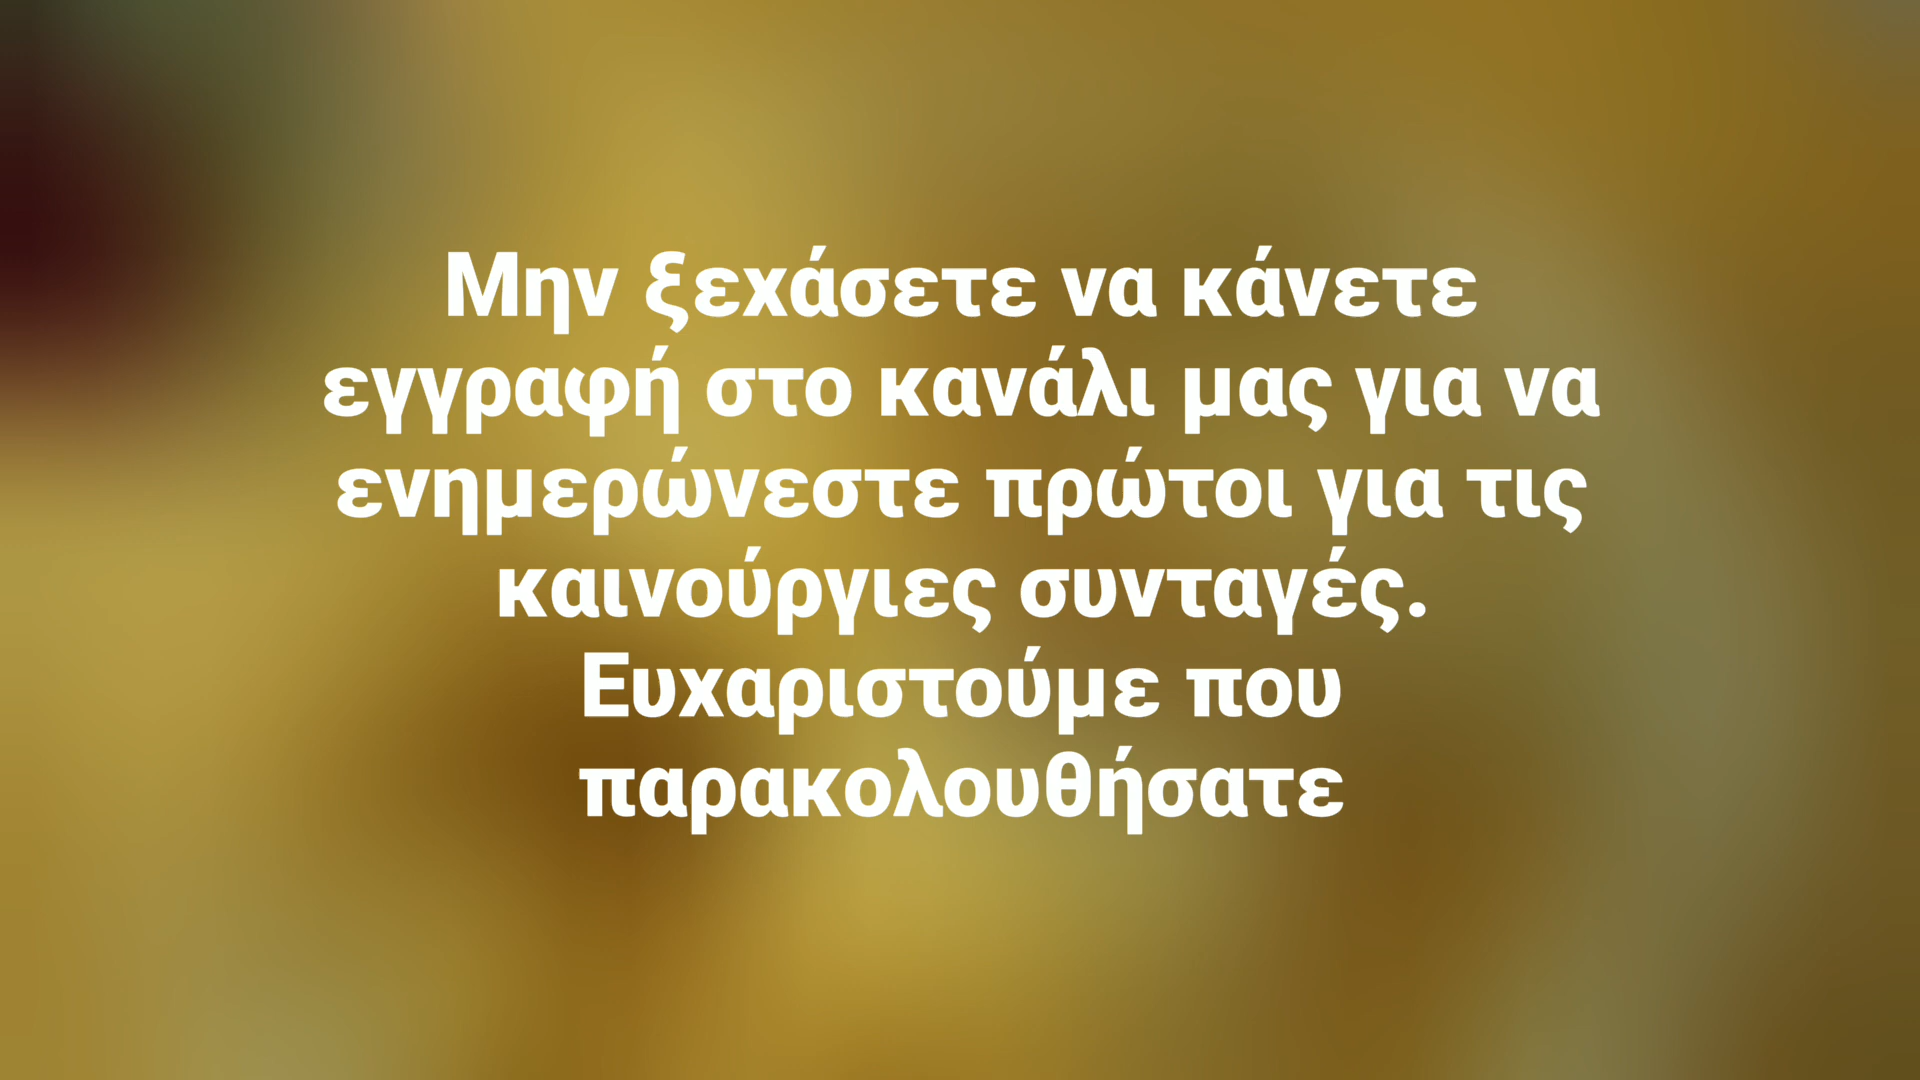 Μην ξεχάσετε να κάνετε
εγγραφή στο κανάλι μας για να
ενημερώνεστε πρώτοι για τις
καινούργιες συνταγές.
Ευχαριστούμε που
παρακολουθήσατε